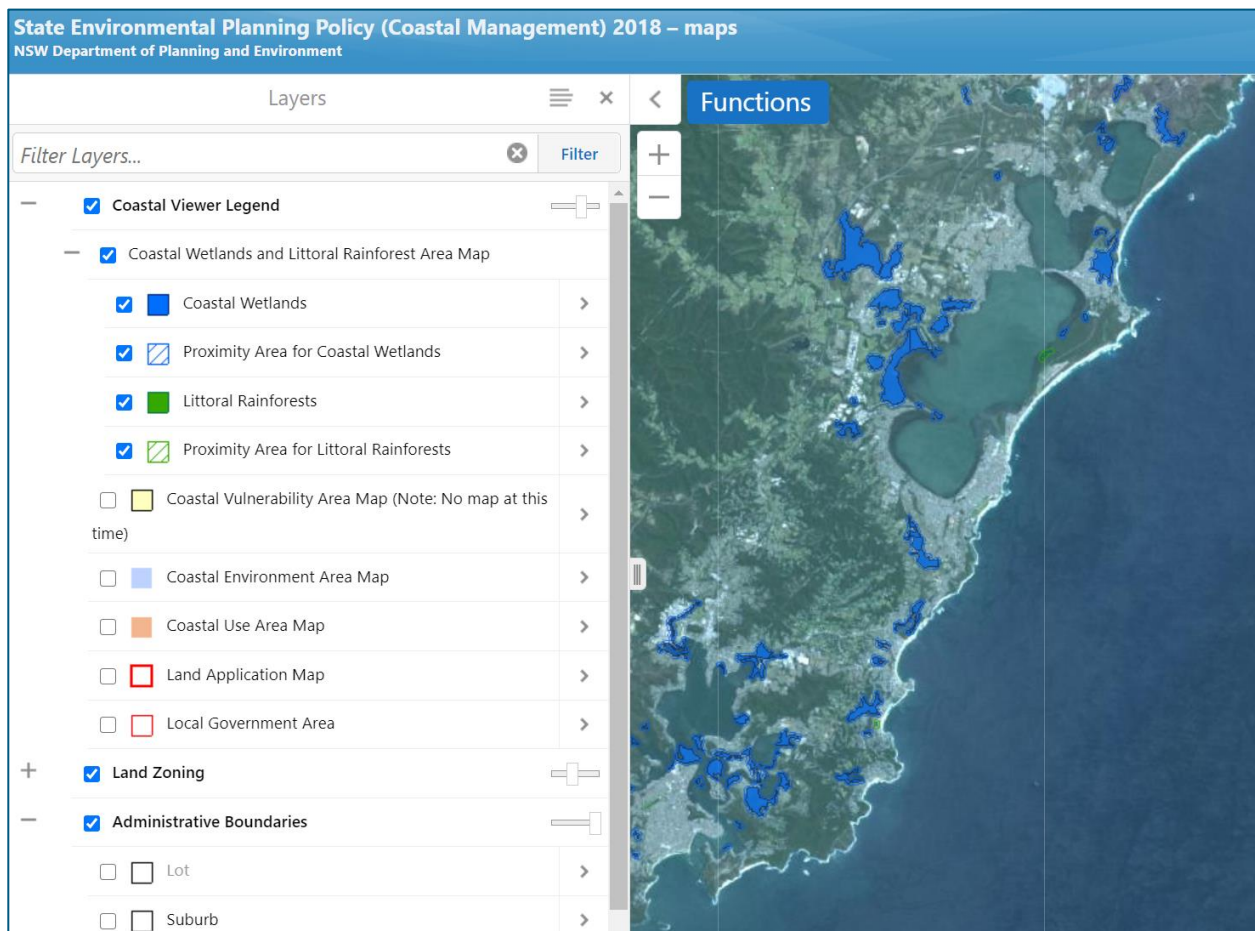 State Environmental Planning Policy (Coastal Management) 2018 – maps
NSW Department of Planning and Environment
Layers
Functions
Filter Layers...
Filter
Coastal Viewer Legend
Coastal Wetlands and Littoral Rainforest Area Map
Coastal Wetlands
Proximity Area for Coastal Wetlands
Littoral Rainforests
Proximity Area for Littoral Rainforests
Coastal Vulnerability Area Map (Note: No map at this
time)
Coastal Environment Area Map
Coastal Use Area Map
Land Application Map
Local Government Area
Land Zoning
Administrative Boundaries
Lot
Suburb